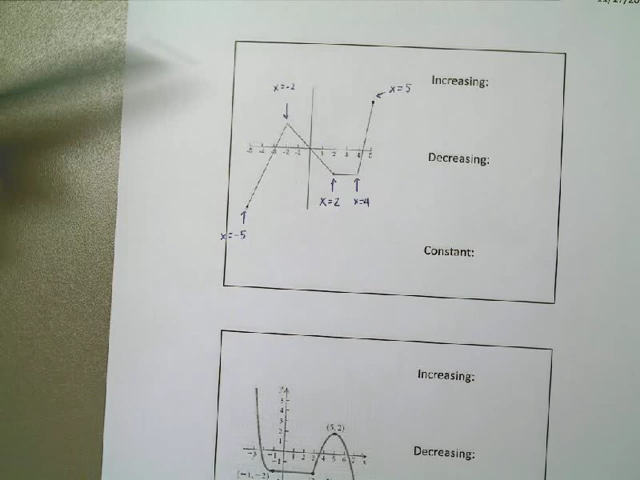 Increasing:
x=-2
x=5
Decreasing:
x=2
x=4
x=-5
Constant:
Increasing:
(5, 2)
Decreasing:
(-1, -2)